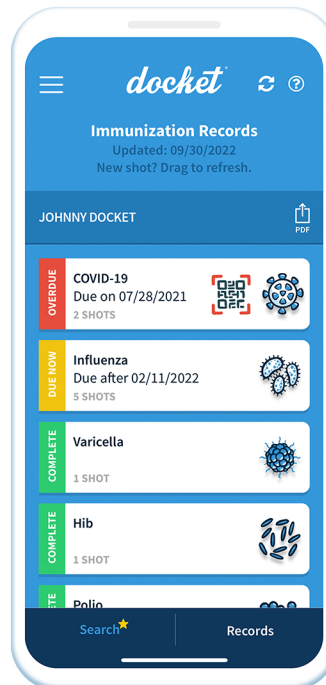 docket
Immunization Records
Updated: 09/30/2022
New shot? Drag to refresh.
JOHNNY DOCKET
PDF
OVERDUE
COVID-19
Due on 07/28/2021
2 SHOTS
DUE NOW
Influenza
Due after 02/11/2022
5 SHOTS
COMPLETE
Varicella
1 SHOT
COMPLETE
Hib
1 SHOT
Polio
Search
Records